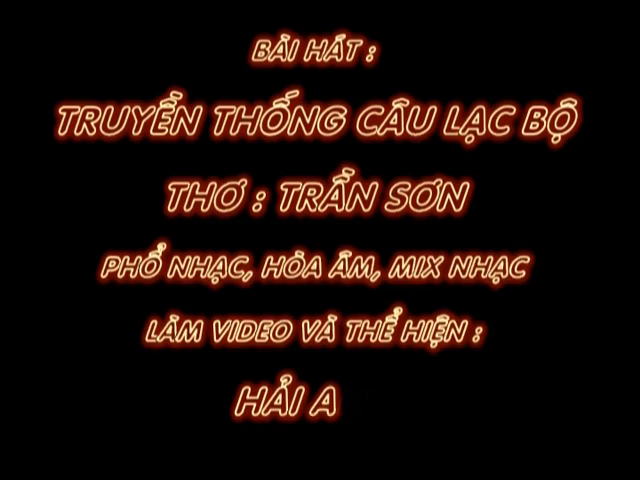 BÀI HÁT :
TRUYỀN THỐNG CÂU LẠC BỘ
THƠ : TRẦN SƠN
PHỔ NHẠC, HÒA ÂM, MIX NHẠC
LÀM VIDEO VÀ THỂ HIỆN :
HẢI A